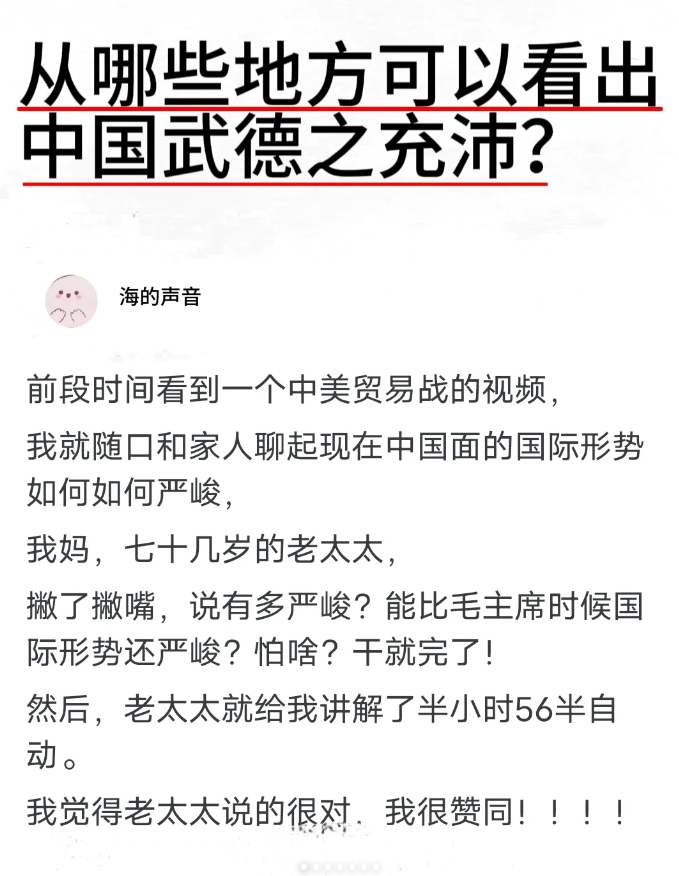 从哪些地方可以看出
中国武德之充沛？
海的声音
前段时间看到一个中美贸易战的视频，
我就随口和家人聊起现在中国面的国际形势
如何如何严峻，
我妈，七十几岁的老太太，
撇了撇嘴，说有多严峻？能比毛主席时候国
际形势还严峻？怕啥？干就完了！
然后，老太太就给我讲解了半小时56半自
动。
我觉得老太太说的很对．我很赞同！！！！